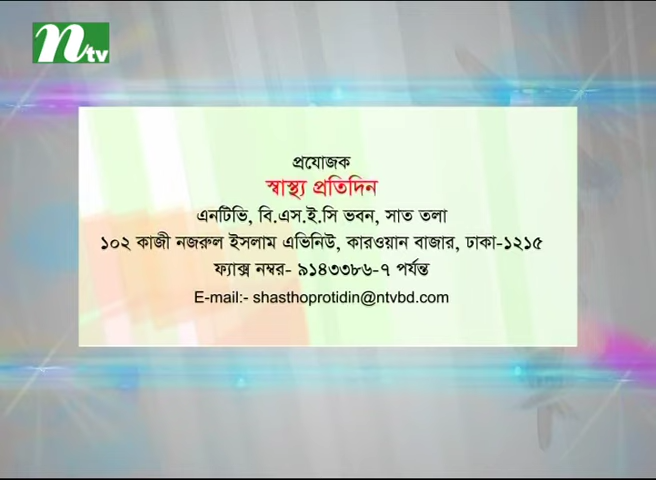 ntv
প্রযোজক
স্বাস্থ্য প্রতিদিন
এনটিভি, বি.এস.ই.সি ভবন, সাত তলা
১০২ কাজী নজরুল ইসলাম এভিনিউ, কারওয়ান বাজার, ঢাকা-১২১৫
ফ্যাক্স নম্বর- ৯১৪৩৩৮৬-৭ পর্যন্ত
E-mail:- shasthoprotidin@ntvbd.com